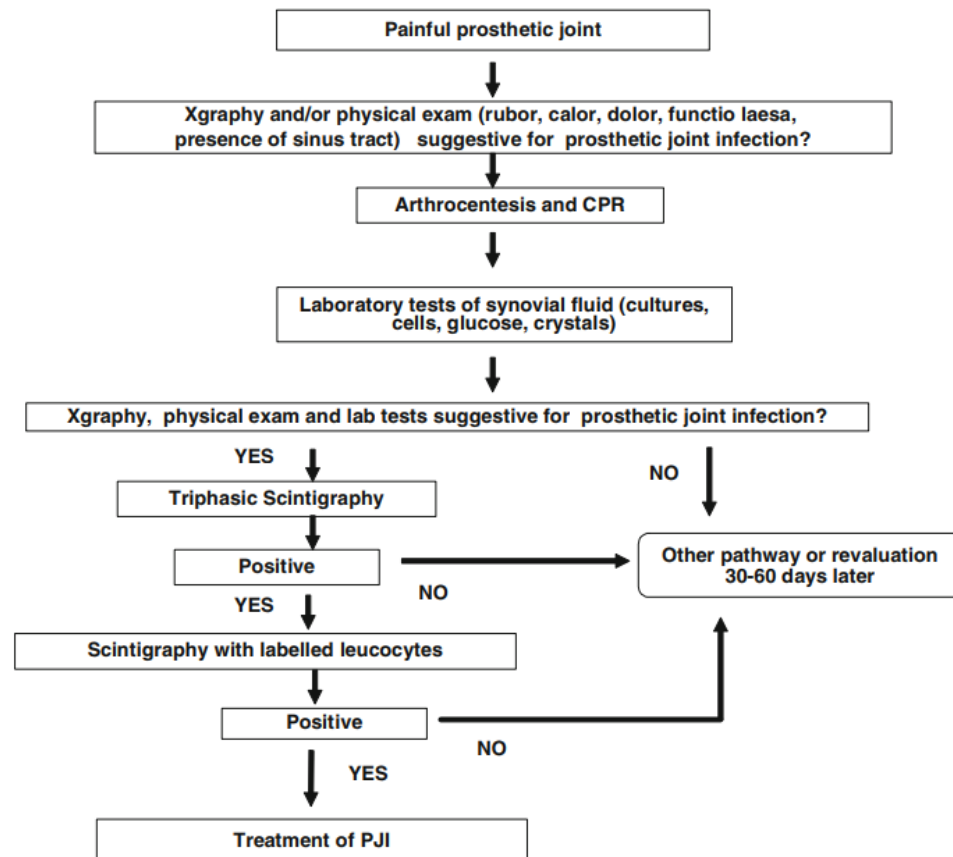 Painful prosthetic joint
Xgraphy and/or physical exam (rubor, calor, dolor, functio laesa,
presence of sinus tract) suggestive for prosthetic joint infection?
Arthrocentesis and CPR
Laboratory tests of synovial fluid (cultures,
cells, glucose, crystals)
Xgraphy, physical exam and lab tests suggestive for prosthetic joint infection?
YES
NO
Triphasic Scintigraphy
Other pathway or revaluation
30-60 days later
Positive
NO
YES
Scintigraphy with labelled leucocytes
Positive
NO
YES
Treatment of PJI